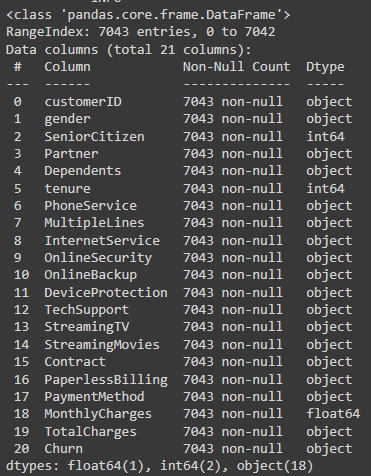 <class 'pandas.core.frame.DataFrame'>
RangeIndex: 7043 entries, 0 to 7042
Data columns (total 21 columns):
 #   Column            Non-Null Count  Dtype
---  ------            --------------  -----
 0   customerID        7043 non-null   object
 1   gender            7043 non-null   object
 2   SeniorCitizen     7043 non-null   int64
 3   Partner           7043 non-null   object
 4   Dependents        7043 non-null   object
 5   tenure            7043 non-null   int64
 6   PhoneService      7043 non-null   object
 7   MultipleLines     7043 non-null   object
 8   InternetService   7043 non-null   object
 9   OnlineSecurity    7043 non-null   object
 10  OnlineBackup      7043 non-null   object
 11  DeviceProtection  7043 non-null   object
 12  TechSupport       7043 non-null   object
 13  StreamingTV       7043 non-null   object
 14  StreamingMovies   7043 non-null   object
 15  Contract          7043 non-null   object
 16  PaperlessBilling  7043 non-null   object
 17  PaymentMethod     7043 non-null   object
 18  MonthlyCharges    7043 non-null   float64
 19  TotalCharges      7043 non-null   object
 20  Churn             7043 non-null   object
dtypes: float64(1), int64(2), object(18)